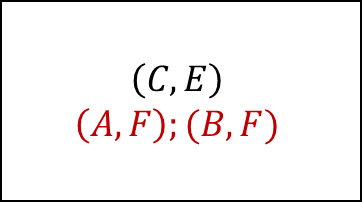 (C, E)
(A, F); (B, F)